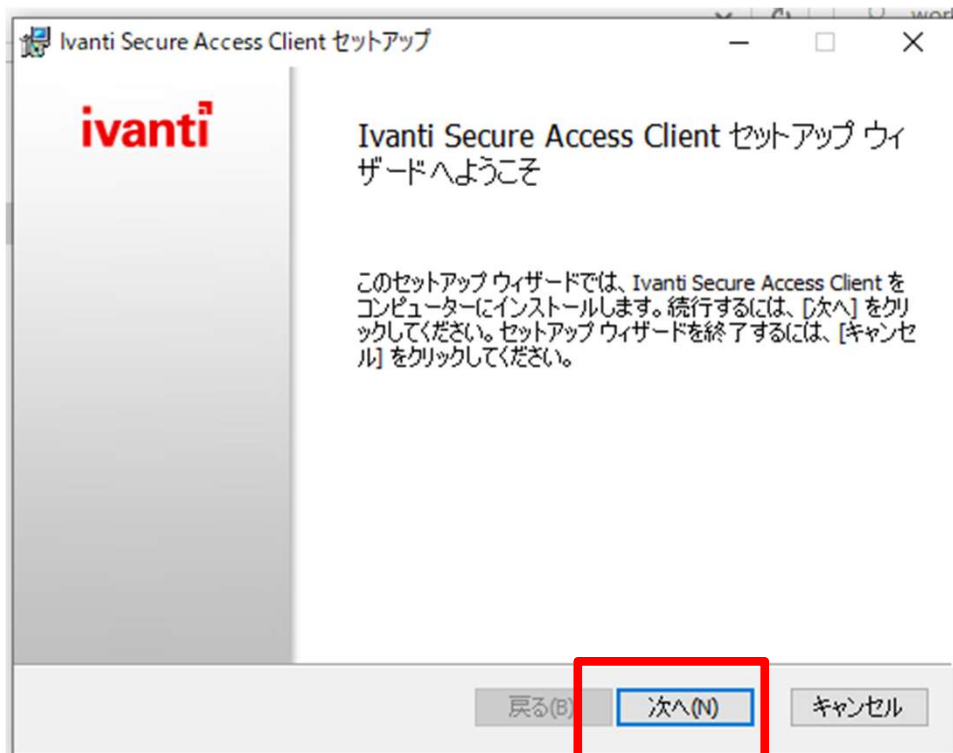 Ivanti Secure Access Client セットアップ
ivanti
Ivanti Secure Access Client セットアップ ウィ
ザードへようこそ
このセットアップ ウィザードでは、Ivanti Secure Access Client を
コンピューターにインストールします。続行するには、[次へ] をクリ
ックしてください。セットアップ ウィザードを終了するには、[キャンセ
ル] をクリックしてください。
戻る(B)
次へ(N)
キャンセル